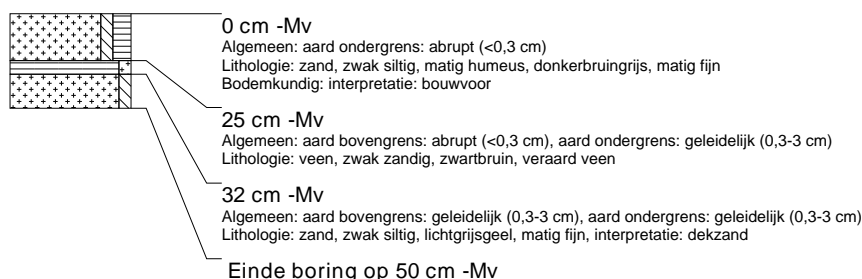 0 cm -Mv
Algemeen: aard ondergrens: abrupt (<0,3 cm)
Lithologie: zand, zwak siltig, matig humeus, donkerbruingrijs, matig fijn
Bodemkundig: interpretatie: bouwvoor
25 cm -Mv
Algemeen: aard bovengrens: abrupt (<0,3 cm), aard ondergrens: geleidelijk (0,3-3 cm)
Lithologie: veen, zwak zandig, zwartbruin, veraard veen
32 cm -Mv
Algemeen: aard bovengrens: geleidelijk (0,3-3 cm), aard ondergrens: geleidelijk (0,3-3 cm)
Lithologie: zand, zwak siltig, lichtgrijsgeel, matig fijn, interpretatie: dekzand
Einde boring op 50 cm -Mv